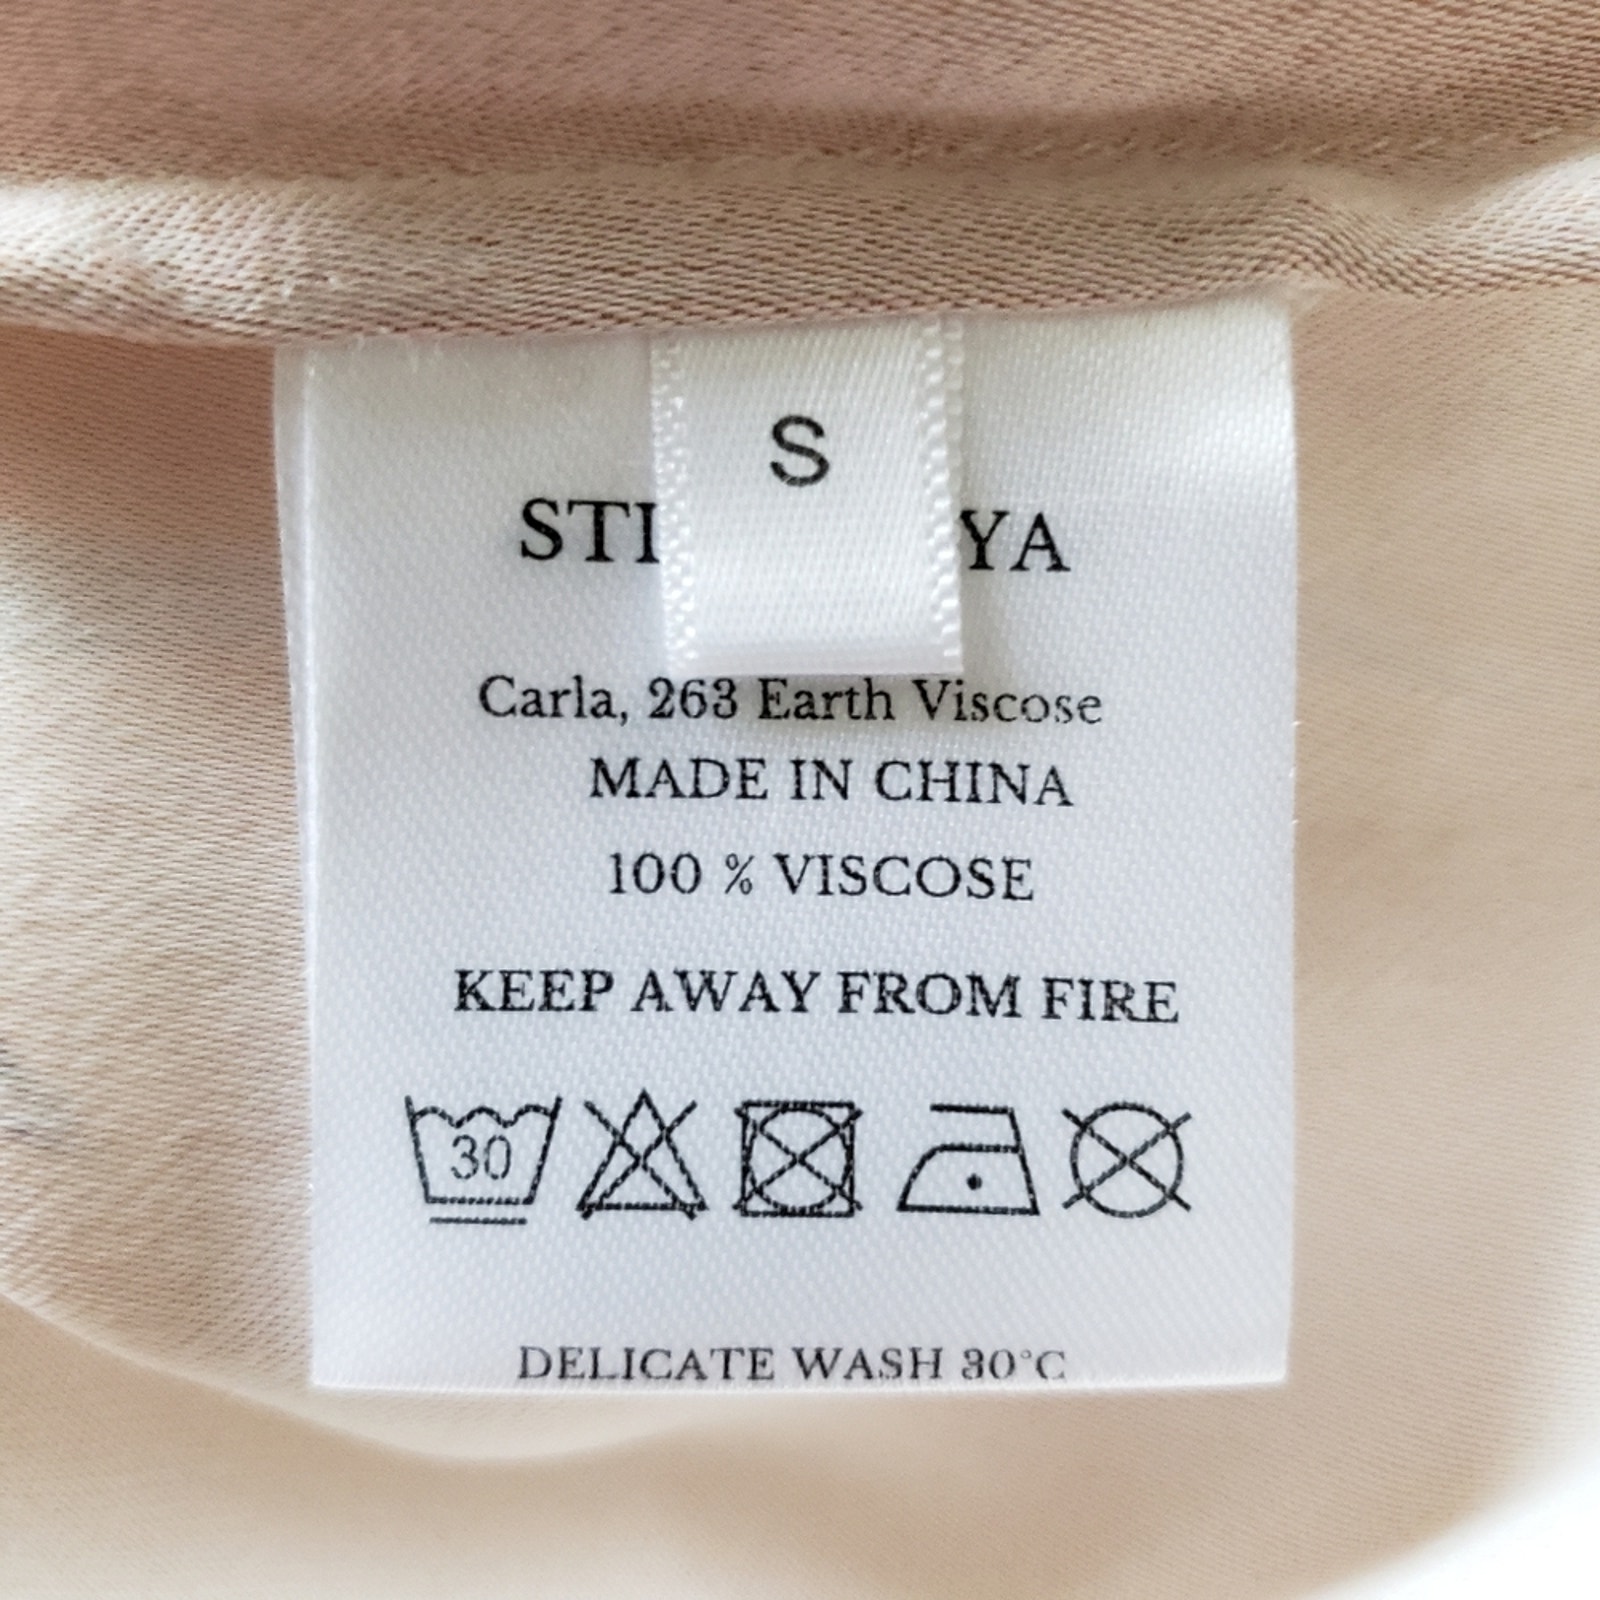 S
STI YA
Carla, 263 Earth Viscose
MADE IN CHINA
100 % VISCOSE
KEEP AWAY FROM FIRE
30
DELICATE WASH 30°C